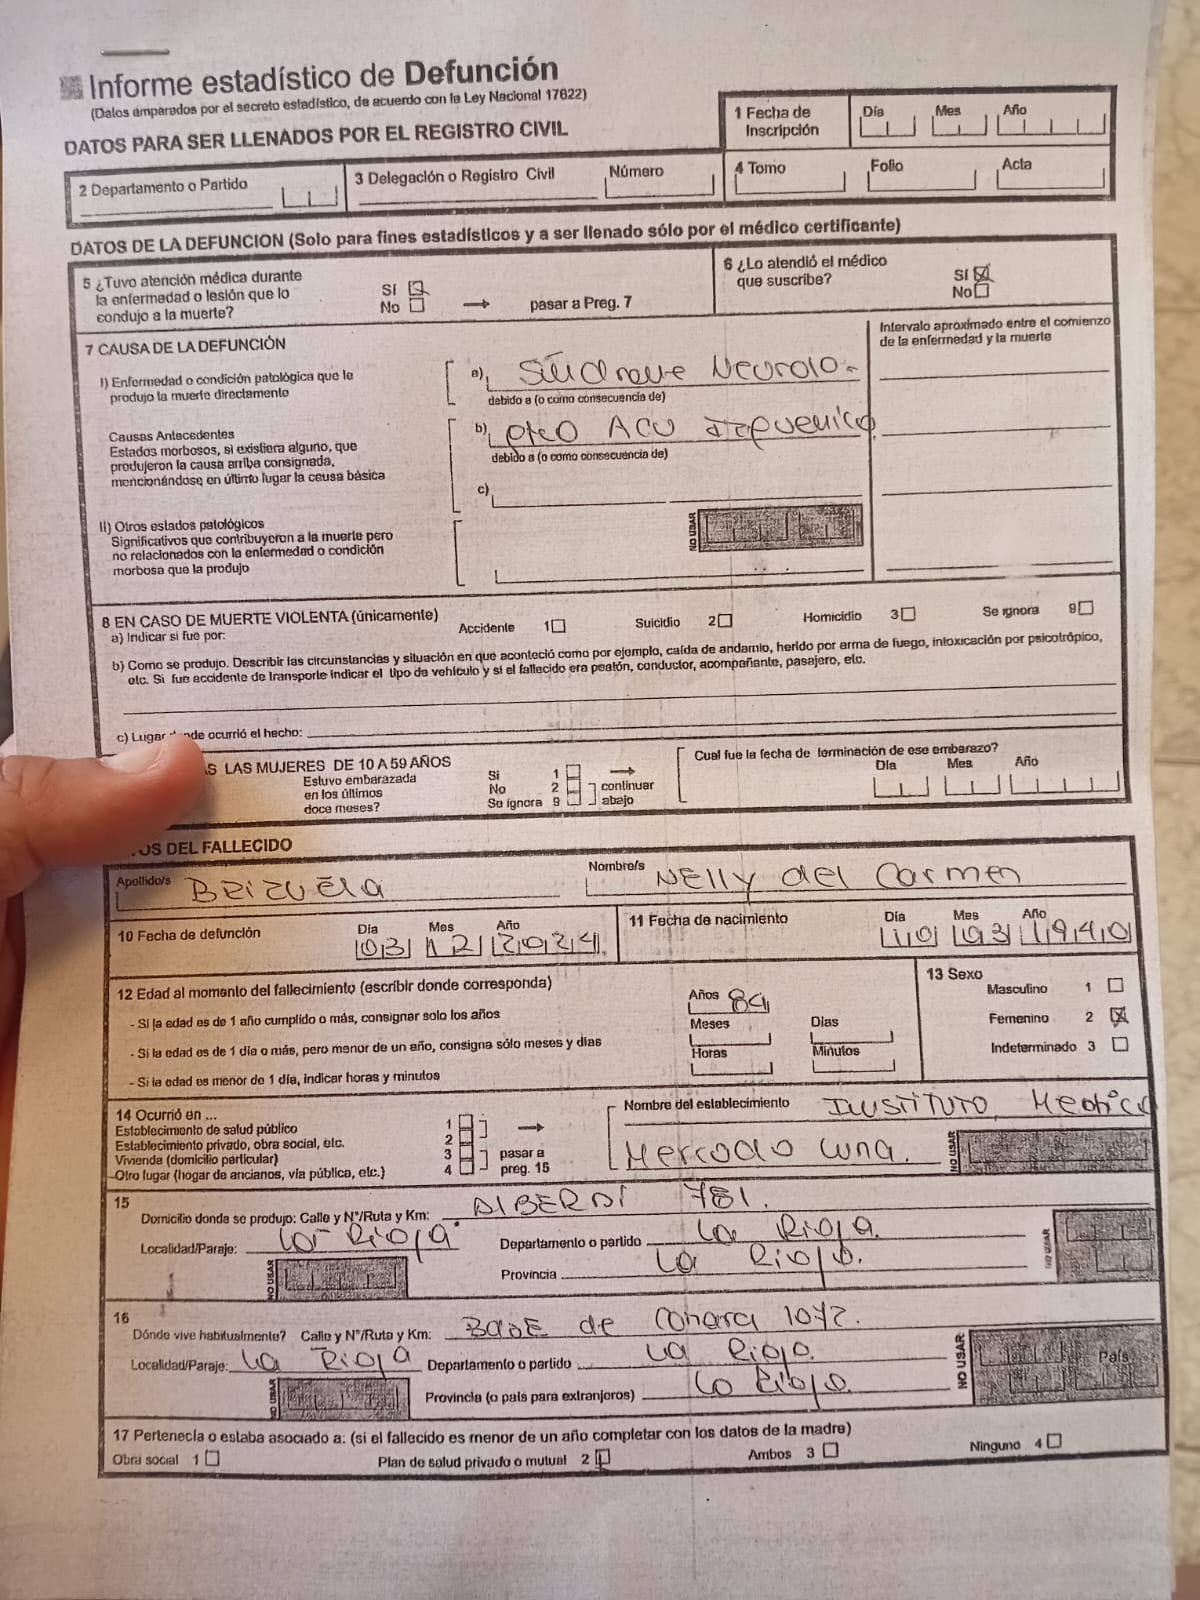 Informe estadístico de Defunción
(Datos amparados por el secreto estadístico, de acuerdo con la Ley Nacional 17622)
DATOS PARA SER LLENADOS POR EL REGISTRO CIVIL
1 Fecha de Inscripción Día Mes Año
2 Departamento o Partido 3 Delegación o Registro Civil Número 4 Tomo Folio Acta
DATOS DE LA DEFUNCION (Solo para fines estadísticos y a ser llenado sólo por el médico certificante)
5 ¿Tuvo atención médica durante
la enfermedad o lesión que lo
condujo a la muerte?
SI
No → pasar a Preg. 7
6 ¿Lo atendió el médico
que suscribe?
SI
No
7 CAUSA DE LA DEFUNCIÓN
Intervalo aproximado entre el comienzo
de la enfermedad y la muerte
I) Enfermedad o condición patológica que le
produjo la muerte directamente
a) Neurolo-
debido a (o como consecuencia de)
Causas Antecedentes
Estados morbosos, si existiera alguno, que
produjeron la causa arriba consignada,
mencionándose en último lugar la causa básica
b) ACV
debido a (o como consecuencia de)
c)
II) Otros estados patológicos
Significativos que contribuyeron a la muerte pero
no relacionados con la enfermedad o condición
morbosa que la produjo
NO USAR
8 EN CASO DE MUERTE VIOLENTA (únicamente)
a) Indicar si fue por: Accidente 1 Suicidio 2 Homicidio 3 Se ignora 9
b) Como se produjo. Describir las circunstancias y situación en que aconteció como por ejemplo, caída de andamio, herido por arma de fuego, intoxicación por psicotrópico,
etc. Si fue accidente de transporte indicar el tipo de vehículo y si el fallecido era peatón, conductor, acompañante, pasajero, etc.
c) Lugar donde ocurrió el hecho:
LAS MUJERES DE 10 A 59 AÑOS
Estuvo embarazada
en los últimos
doce meses?
Si 1 →
No 2 continuar
Se ignora 9 abajo
Cual fue la fecha de terminación de ese embarazo?
Día Mes Año
DEL FALLECIDO
Apellido/s Brizuela Nombre/s NElly del Carmen
10 Fecha de defunción Día 03 Mes 12 Año 2024
11 Fecha de nacimiento Día 10 Mes 03 Año 1940
12 Edad al momento del fallecimiento (escribir donde corresponda)
- Si la edad es de 1 año cumplido o más, consignar solo los años
- Si la edad es de 1 día o más, pero menor de un año, consigna sólo meses y días
- Si la edad es menor de 1 día, indicar horas y minutos
Años 84
Meses Días
Horas Minutos
13 Sexo
Masculino 1
Femenino 2
Indeterminado 3
14 Ocurrió en ...
Establecimiento de salud público 1
Establecimiento privado, obra social, etc. 2
Vivienda (domicilio particular) 3
Otro lugar (hogar de ancianos, vía pública, etc.) 4
→
pasar a
preg. 15
Nombre del establecimiento INSTITUTO Medico
Mercado Luna.
NO USAR
15
Domicilio donde se produjo: Calle y N°/Ruta y Km: AlBERDi 781.
Localidad/Paraje: La Rioja Departamento o partido La Rioja.
Provincia La Rioja.
NO USAR
NO USAR
16
Dónde vive habitualmente? Calle y N°/Ruta y Km: de 1072.
Localidad/Paraje: La Rioja Departamento o partido La Rioja.
Provincia (o país para extranjeros) La Rioja.
NO USAR
NO USAR País
17 Pertenecía o estaba asociado a: (si el fallecido es menor de un año completar con los datos de la madre)
Obra social 1 Plan de salud privado o mutual 2 Ambos 3 Ninguno 4